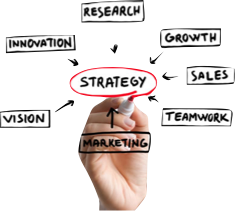 RESEARCH
INNOVATION
GROWTH
STRATEGY
SALES
VISION
TEAMWORK
MARKETING